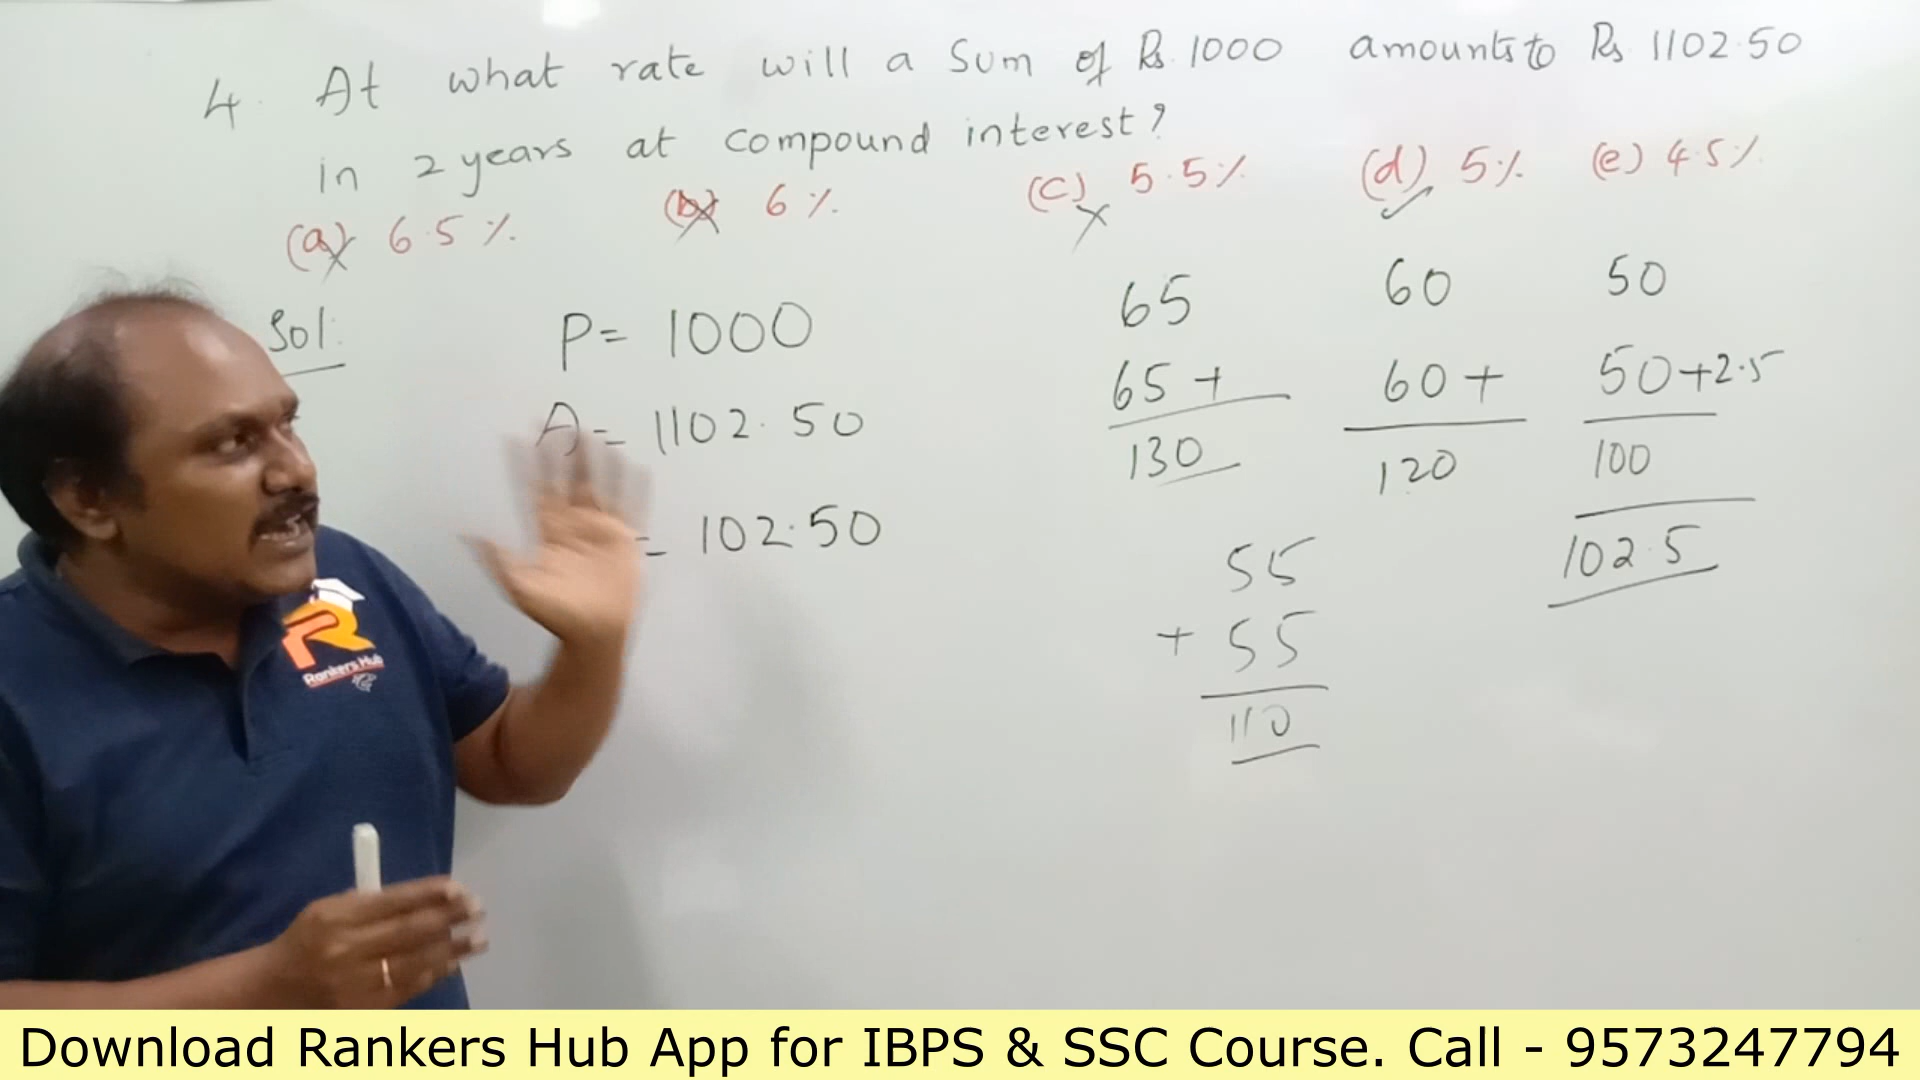 4. At what rate will a Sum of Rs. 1000 amounts to Rs. 1102.50
in 2 years at compound interest?
(a) 6.5% (b) 6% (c) 5.5% (d) 5% (e) 4.5%
Sol:
P= 1000
A= 1102.50
= 102.50
65
65 +
130
60
60 +
120
50
50+2.5
100
102.5
55
+ 55
110
Rankers Hub
Download Rankers Hub App for IBPS & SSC Course. Call - 9573247794